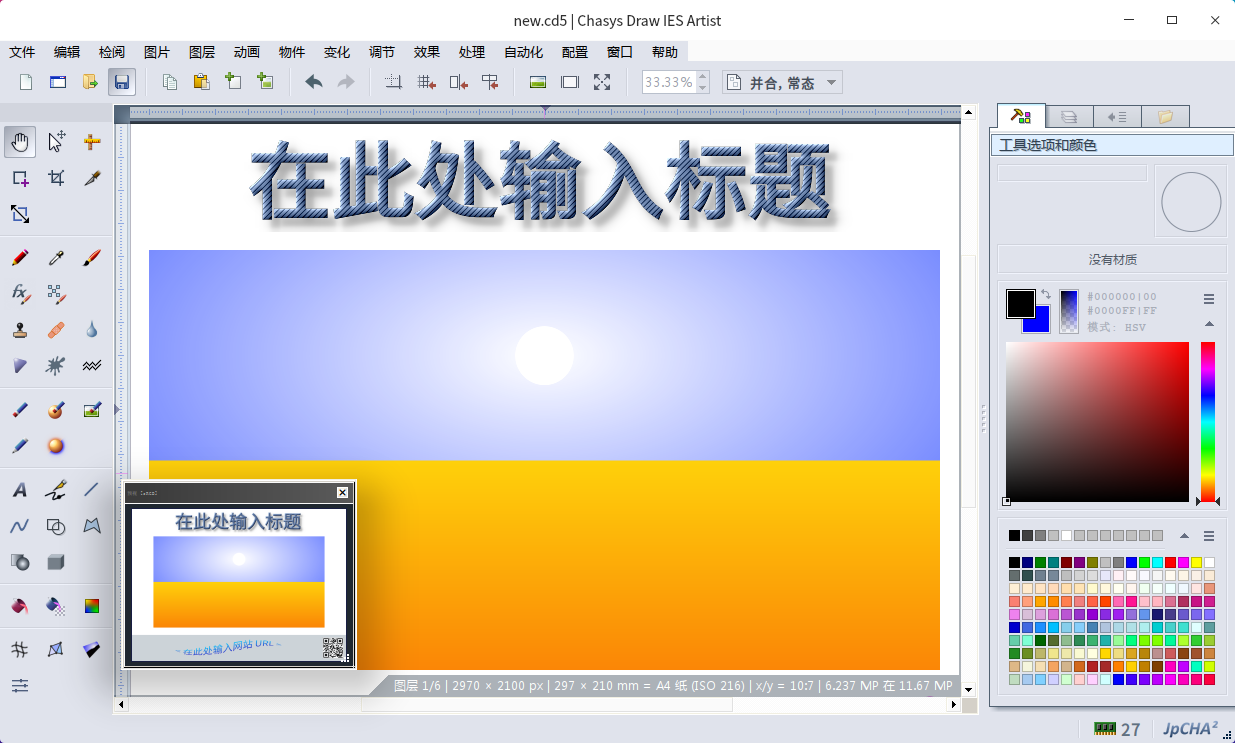 new.cd5 | Chasys Draw IES Artist
文件 编辑 检阅 图片 图层 动画 物件 变化 调节 效果 处理 自动化 配置 窗口 帮助
33.33% 并合, 常态
在此处输入标题
工具选项和颜色
没有材质
#000000|00
#0000FF|FF
模式: HSV
在此处输入标题
~ 在此处输入网站 URL ~
图层 1/6 | 2970 × 2100 px | 297 × 210 mm = A4 纸 (ISO 216) | x/y = 10:7 | 6.237 MP 在 11.67 MP
27 JpCHA²